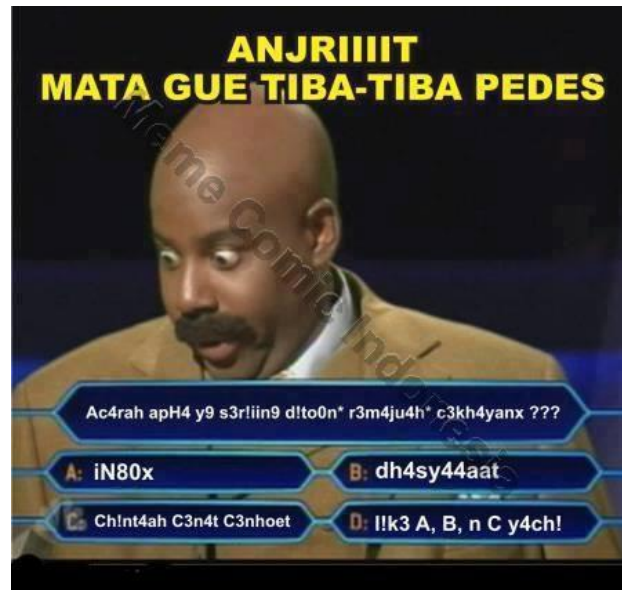 ANJRIIIIT
MATA GUE TIBA-TIBA PEDES
Meme Comic Indonesia
Ac4rah apH4 y9 s3r!iin9 d!to0n* r3m4ju4h* c3kh4yanx ???
A: iN80x
B: dh4sy44aat
C: Ch!nt4ah C3n4t C3nhoet
D: l!k3 A, B, n C y4ch!